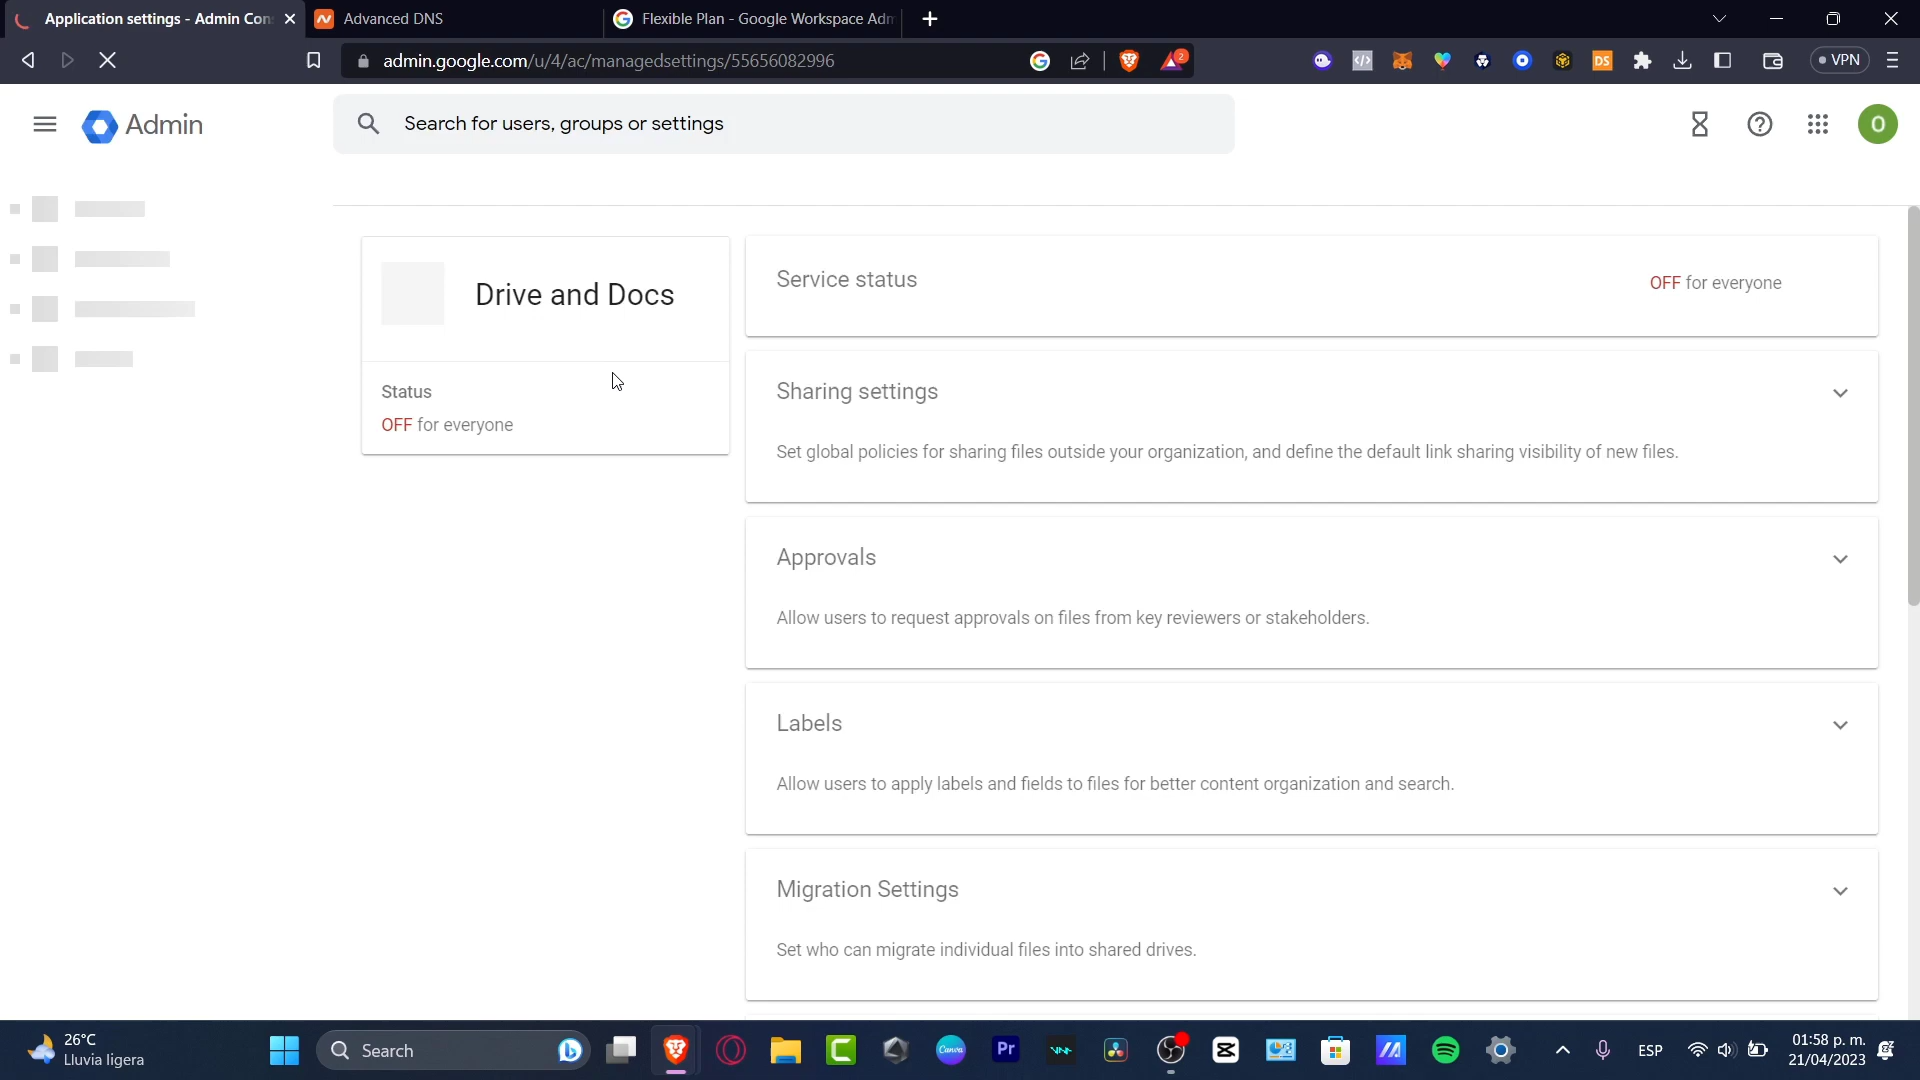 Application settings - Admin Con
Advanced DNS
Flexible Plan - Google Workspace Adm
admin.google.com/u/4/ac/managedsettings/55656082996
2
DS
VPN
Admin
Search for users, groups or settings
O
Drive and Docs
Status
OFF for everyone
Service status
OFF for everyone
Sharing settings
Set global policies for sharing files outside your organization, and define the default link sharing visibility of new files.
Approvals
Allow users to request approvals on files from key reviewers or stakeholders.
Labels
Allow users to apply labels and fields to files for better content organization and search.
Migration Settings
Set who can migrate individual files into shared drives.
26°C
Lluvia ligera
Search
Canva
Pr
ESP
01:58 p. m.
21/04/2023